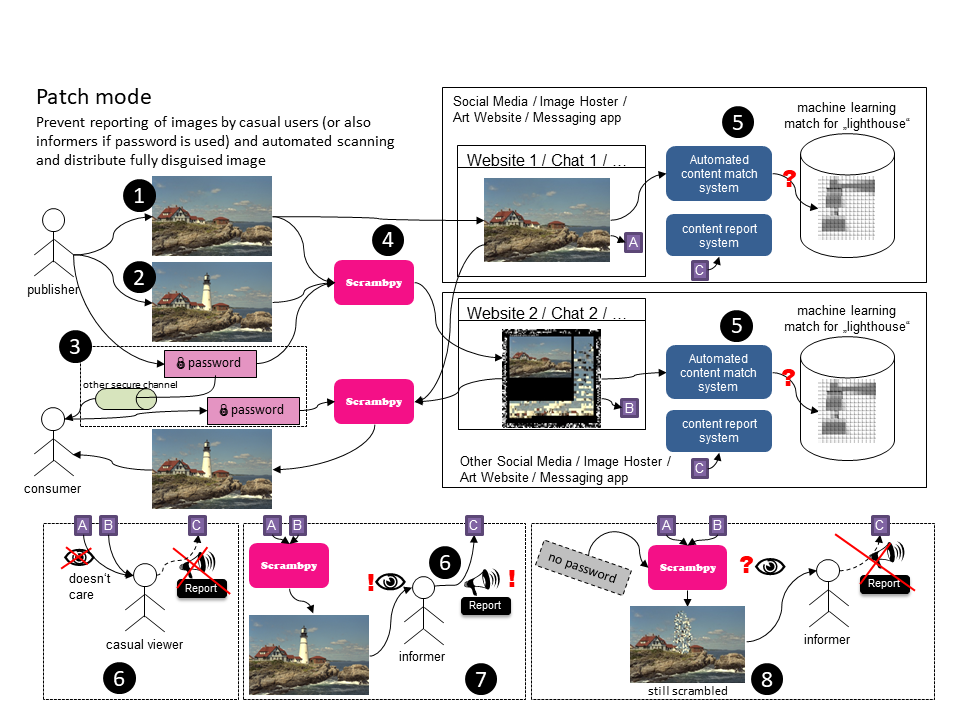 Patch mode
Prevent reporting of images by casual users (or also
informers if password is used) and automated scanning
and distribute fully disguised image
1
2
publisher
3
password
other secure channel
password
consumer
4
Scrambpy
Scrambpy
Social Media / Image Hoster /
Art Website / Messaging app
Website 1 / Chat 1 / …
A
5
Automated
content match
system
content report
system
C
?
machine learning
match for „lighthouse“
Website 2 / Chat 2 / …
B
5
Automated
content match
system
content report
system
C
?
machine learning
match for „lighthouse“
Other Social Media / Image Hoster /
Art Website / Messaging app
A
B
C
doesn't
care
Report
casual viewer
6
A
B
C
Scrambpy
!
6
!
Report
informer
7
A
B
C
no password
Scrambpy
?
Report
informer
still scrambled
8